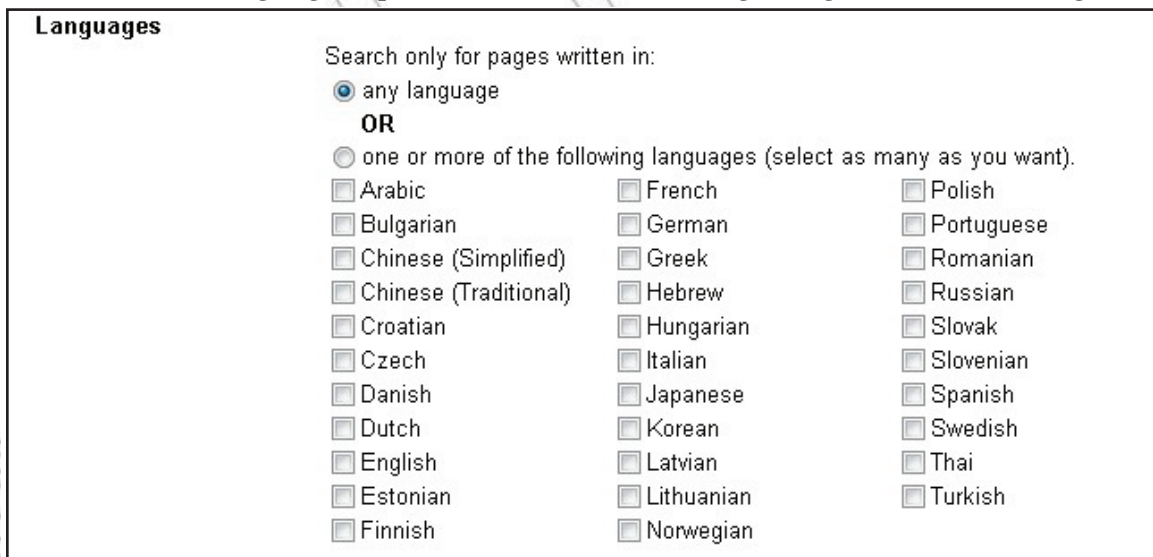 Languages
Search only for pages written in:
any language
OR
one or more of the following languages (select as many as you want).
Arabic
Bulgarian
Chinese (Simplified)
Chinese (Traditional)
Croatian
Czech
Danish
Dutch
English
Estonian
Finnish
French
German
Greek
Hebrew
Hungarian
Italian
Japanese
Korean
Latvian
Lithuanian
Norwegian
Polish
Portuguese
Romanian
Russian
Slovak
Slovenian
Spanish
Swedish
Thai
Turkish